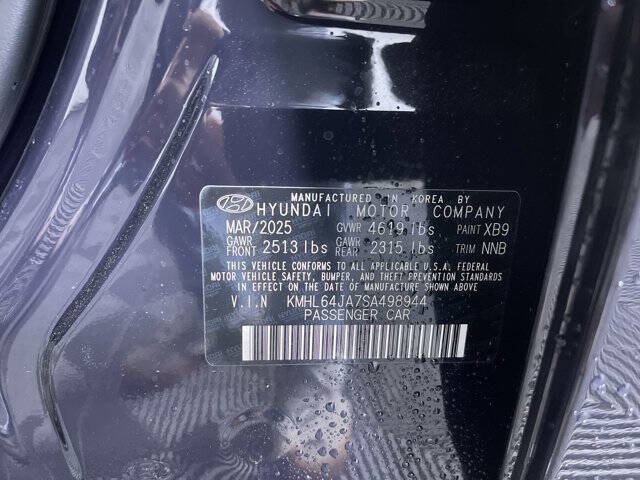 MANUFACTURED IN KOREA BY
HYUNDAI MOTOR COMPANY
MAR/2025 GVWR 4619 lbs PAINT XB9
GAWR FRONT 2513 lbs GAWR REAR 2315 lbs TRIM NNB
THIS VEHICLE CONFORMS TO ALL APPLICABLE U.S.A. FEDERAL
MOTOR VEHICLE SAFETY, BUMPER, AND THEFT PREVENTION STANDARDS
IN EFFECT ON THE DATE OF MANUFACTURE SHOWN ABOVE.
V.I.N KMHL64JA7SA498944
PASSENGER CAR